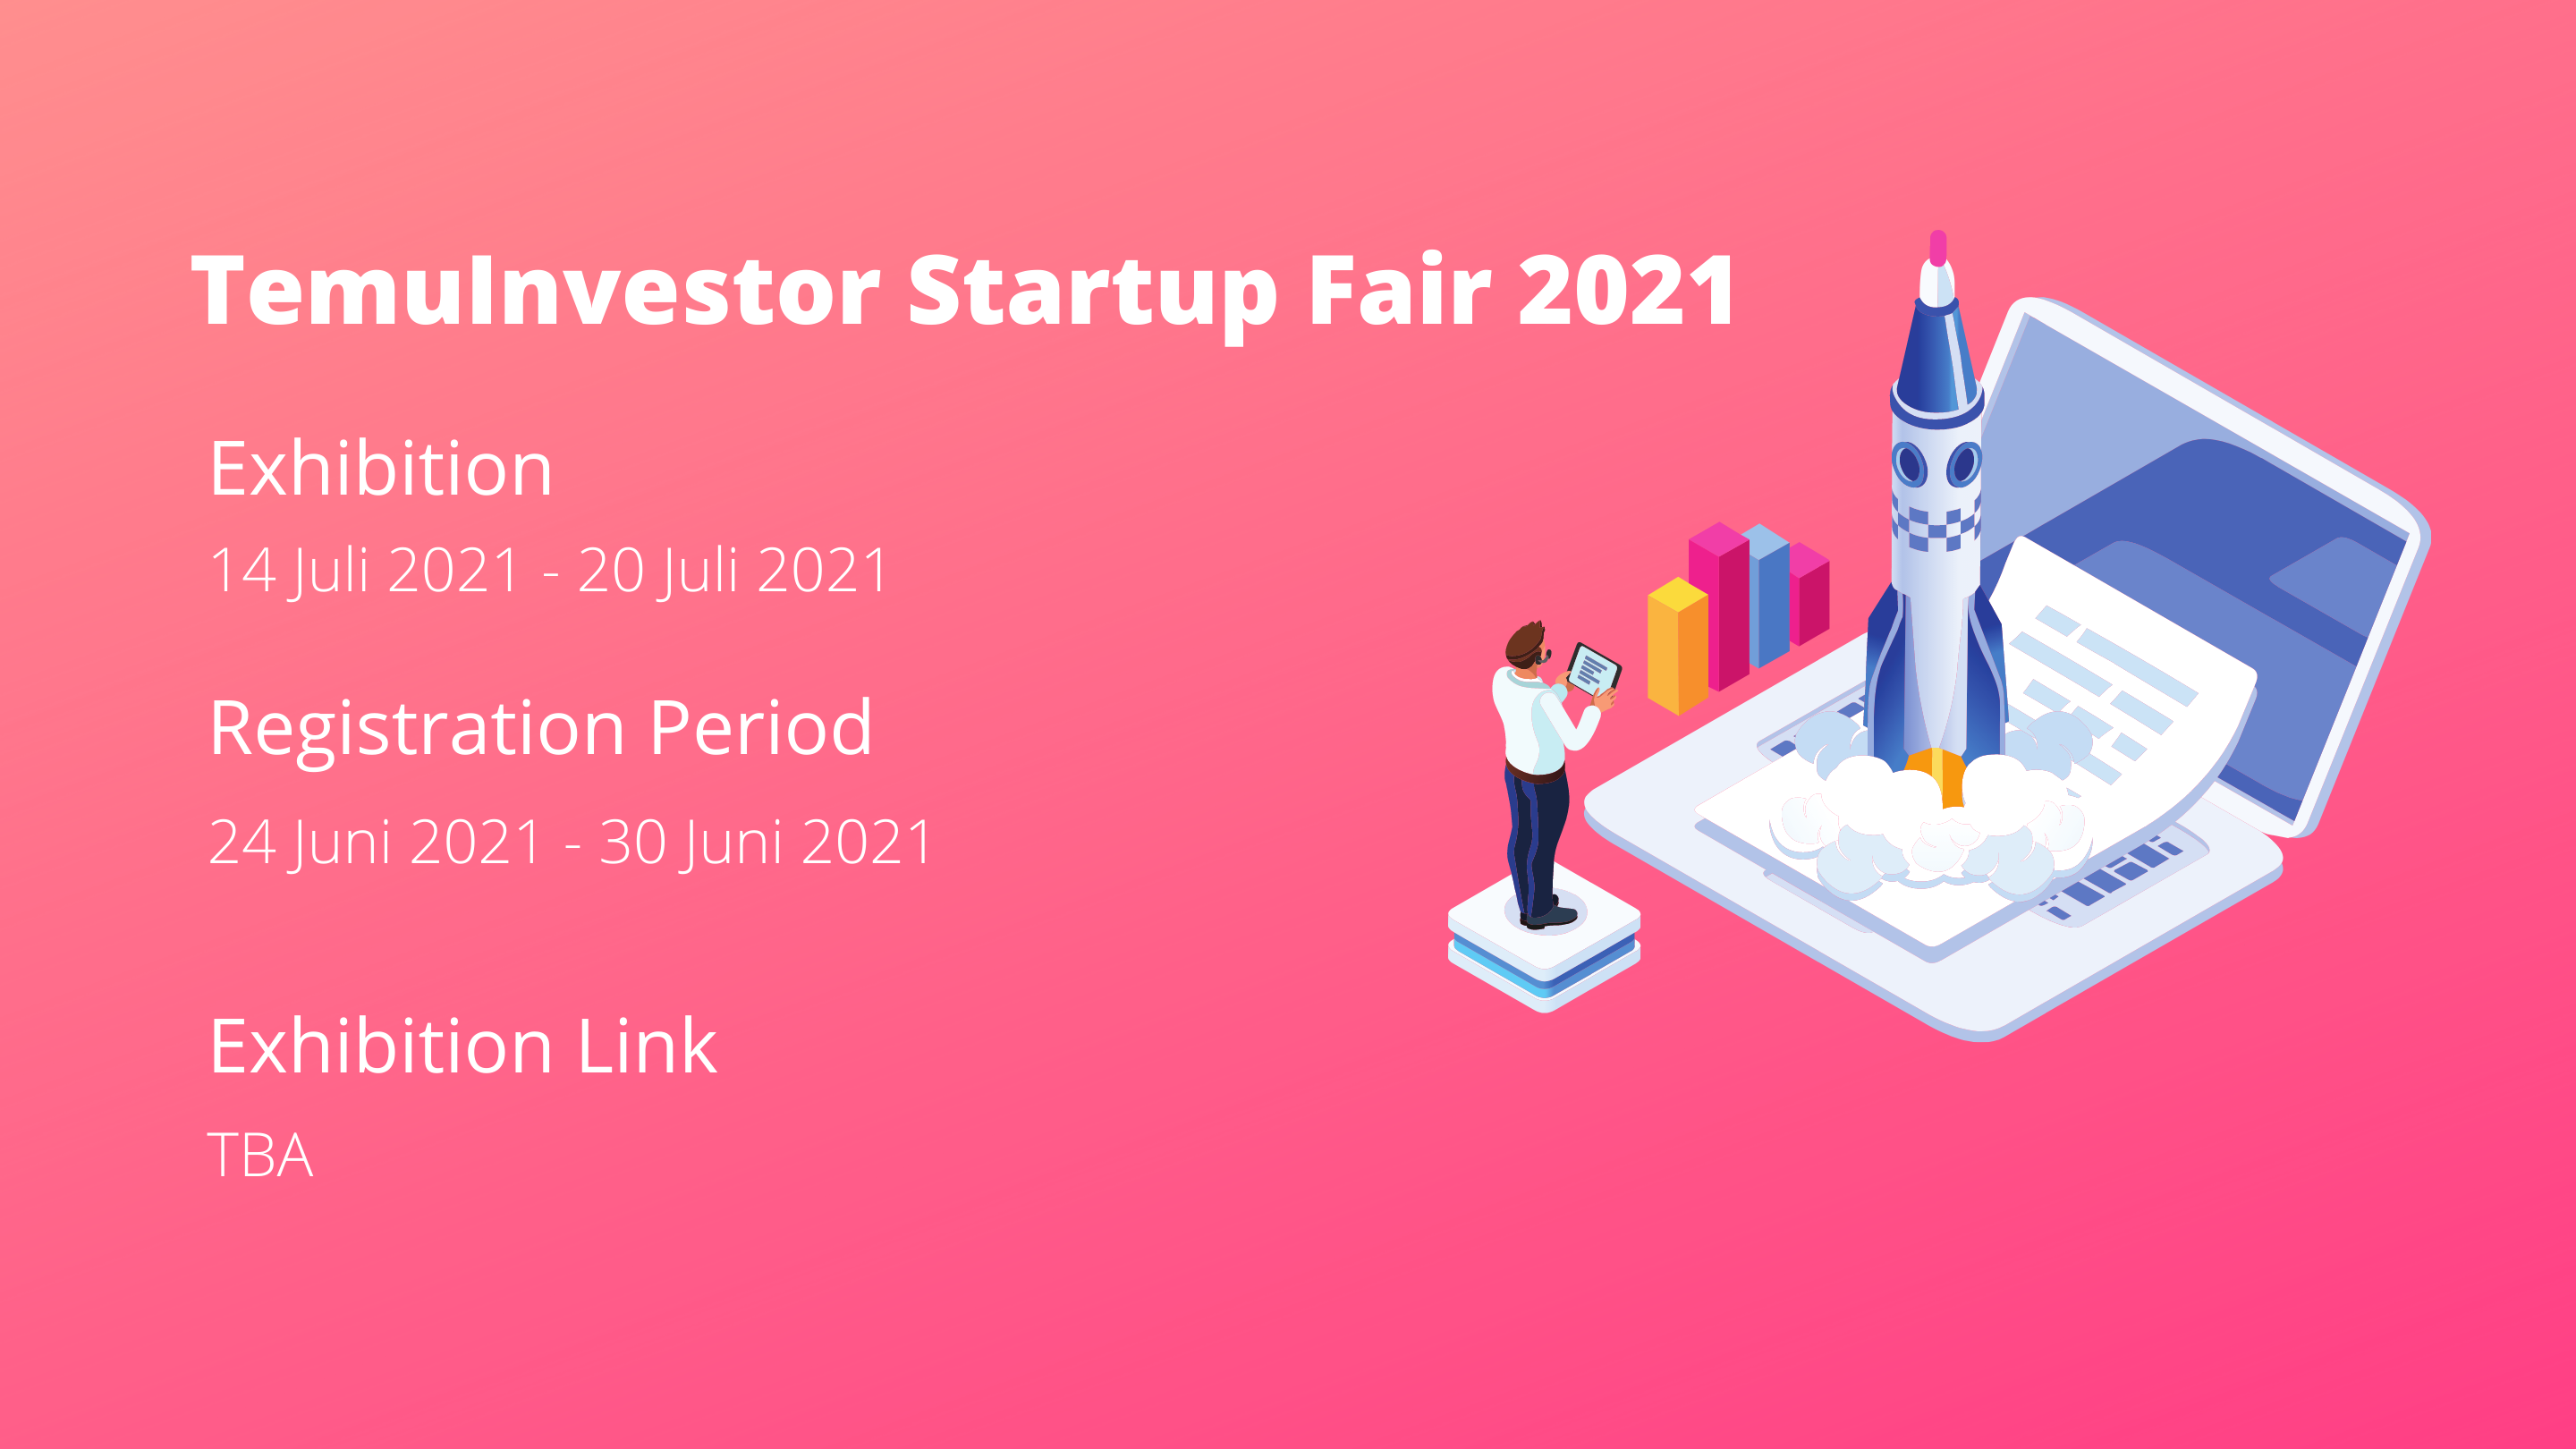 TemuInvestor Startup Fair 2021
Exhibition
14 Juli 2021 - 20 Juli 2021
Registration Period
24 Juni 2021 - 30 Juni 2021
Exhibition Link
TBA